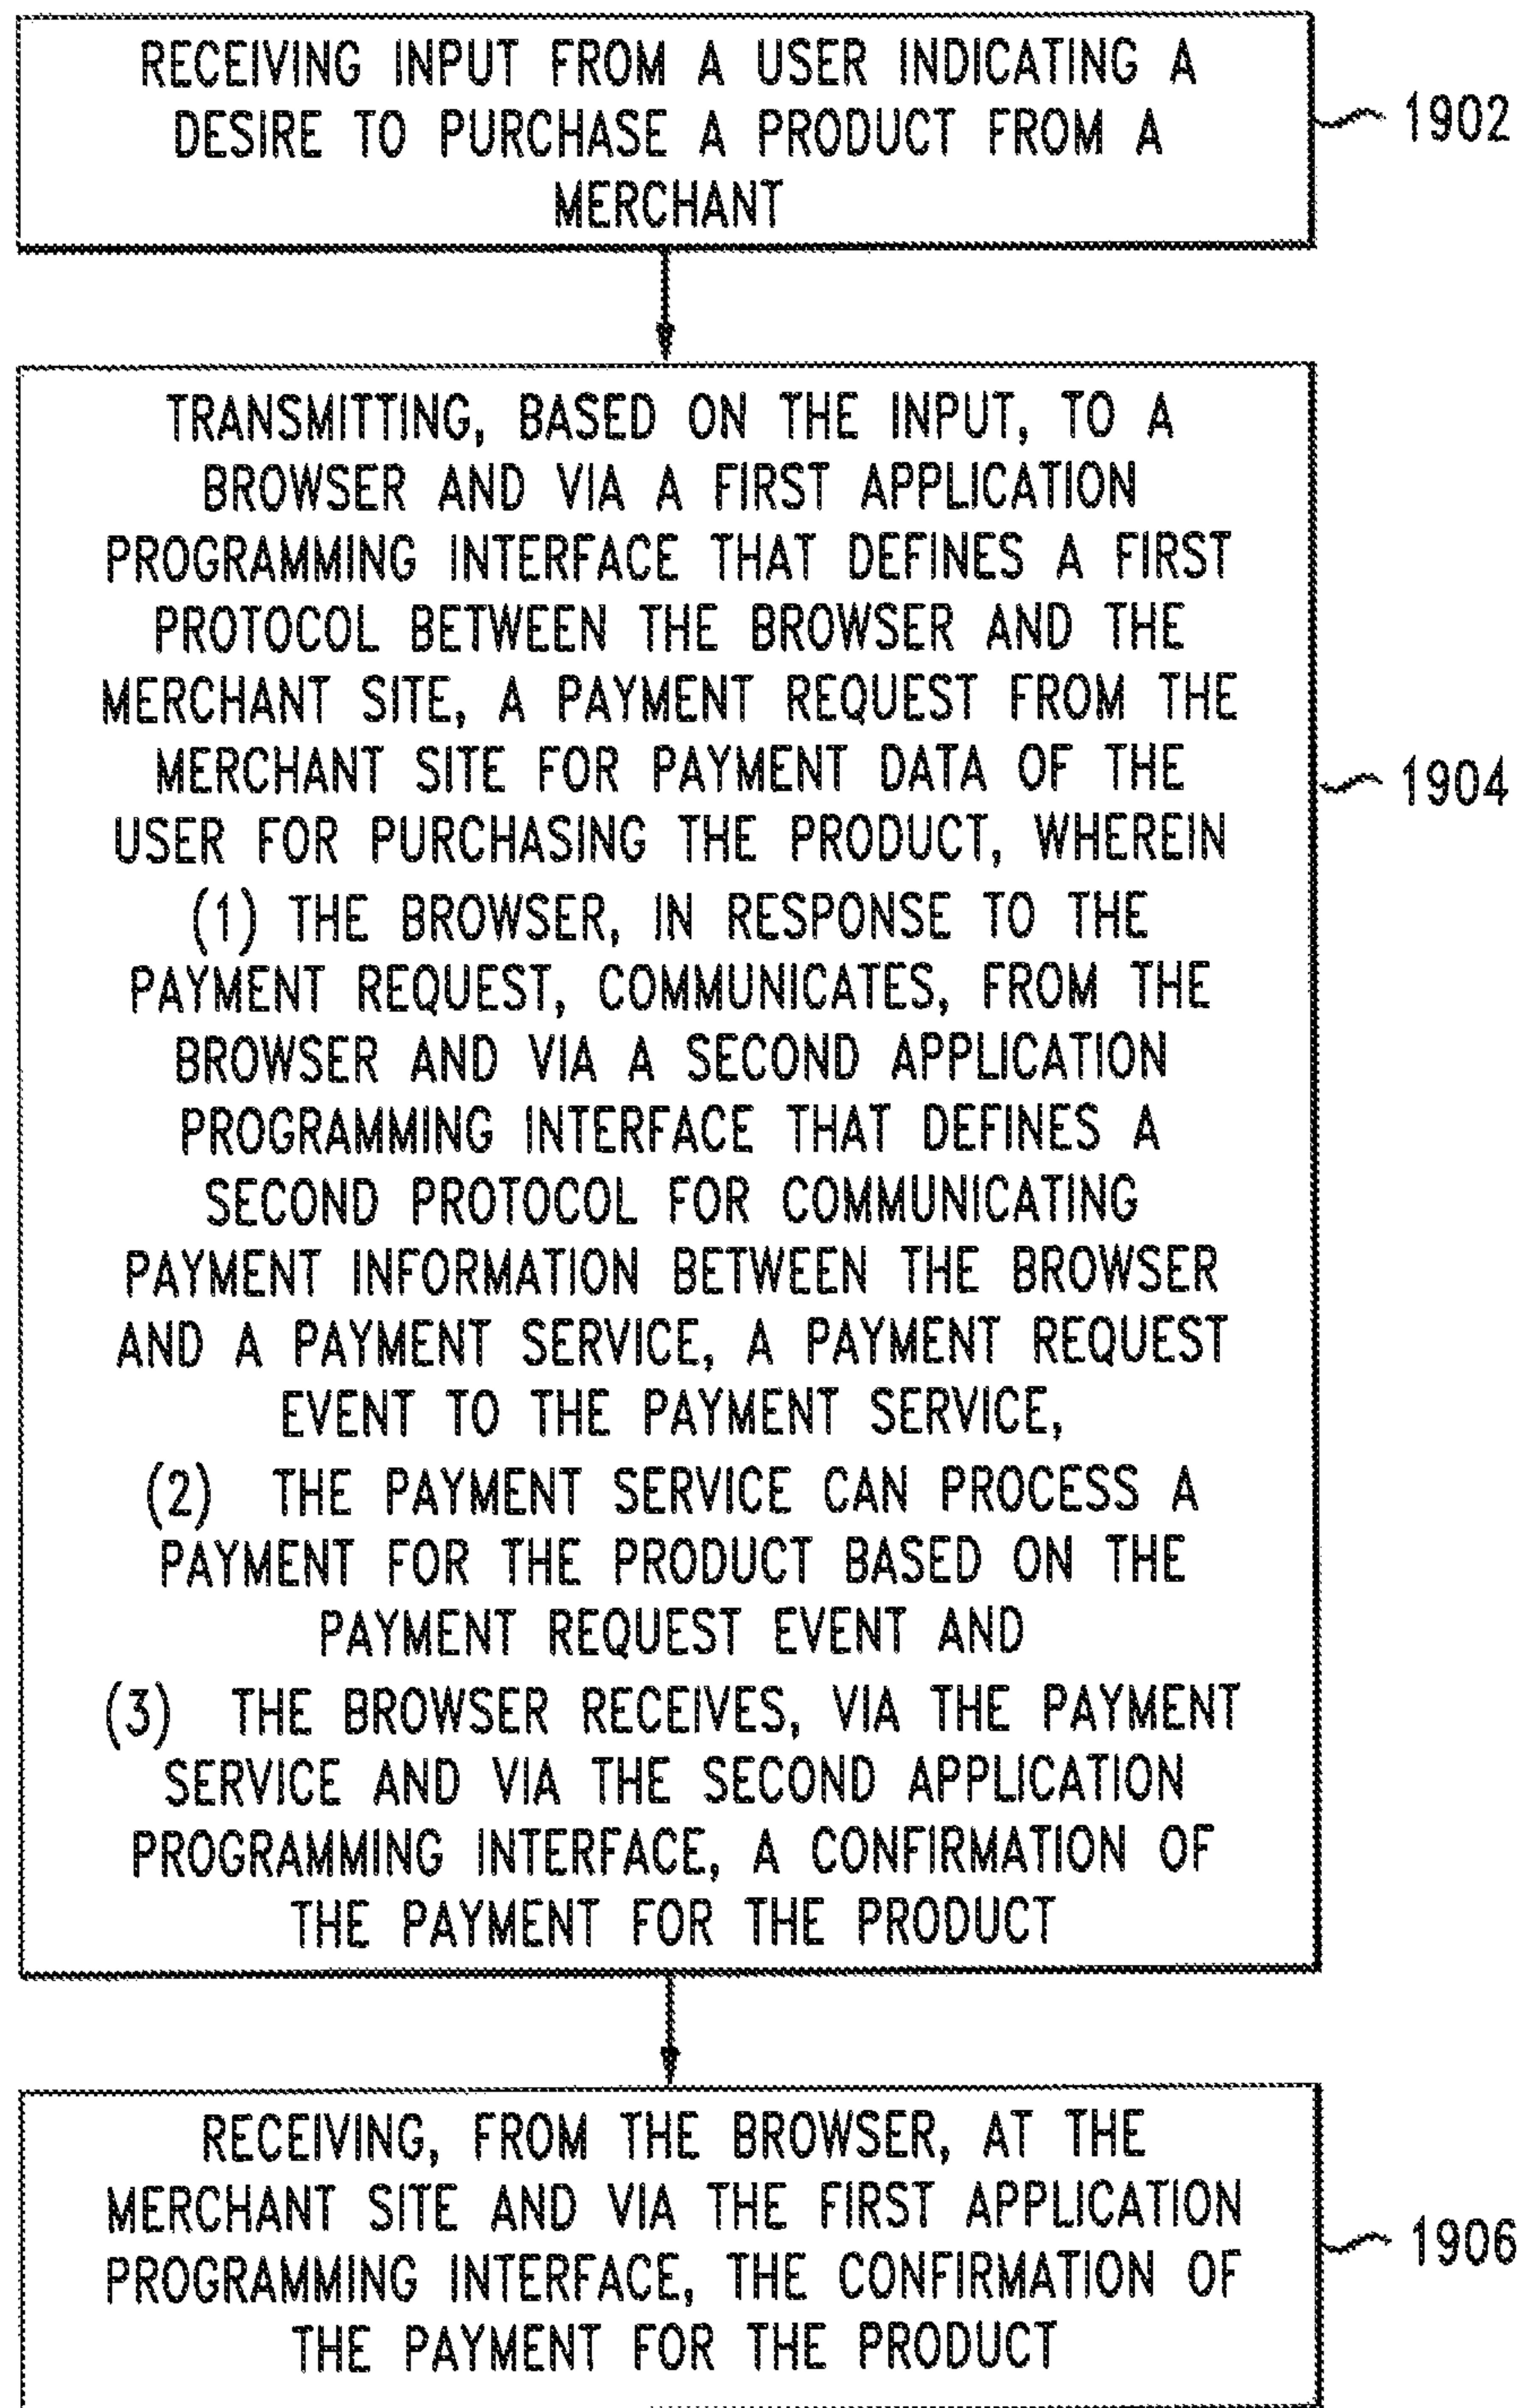 RECEIVING INPUT FROM A USER INDICATING A
DESIRE TO PURCHASE A PRODUCT FROM A
MERCHANT
1902
TRANSMITTING, BASED ON THE INPUT, TO A
BROWSER AND VIA A FIRST APPLICATION
PROGRAMMING INTERFACE THAT DEFINES A FIRST
PROTOCOL BETWEEN THE BROWSER AND THE
MERCHANT SITE, A PAYMENT REQUEST FROM THE
MERCHANT SITE FOR PAYMENT DATA OF THE
USER FOR PURCHASING THE PRODUCT, WHEREIN
(1) THE BROWSER, IN RESPONSE TO THE
PAYMENT REQUEST, COMMUNICATES, FROM THE
BROWSER AND VIA A SECOND APPLICATION
PROGRAMMING INTERFACE THAT DEFINES A
SECOND PROTOCOL FOR COMMUNICATING
PAYMENT INFORMATION BETWEEN THE BROWSER
AND A PAYMENT SERVICE, A PAYMENT REQUEST
EVENT TO THE PAYMENT SERVICE,
(2) THE PAYMENT SERVICE CAN PROCESS A
PAYMENT FOR THE PRODUCT BASED ON THE
PAYMENT REQUEST EVENT AND
(3) THE BROWSER RECEIVES, VIA THE PAYMENT
SERVICE AND VIA THE SECOND APPLICATION
PROGRAMMING INTERFACE, A CONFIRMATION OF
THE PAYMENT FOR THE PRODUCT
1904
RECEIVING, FROM THE BROWSER, AT THE
MERCHANT SITE AND VIA THE FIRST APPLICATION
PROGRAMMING INTERFACE, THE CONFIRMATION OF
THE PAYMENT FOR THE PRODUCT
1906